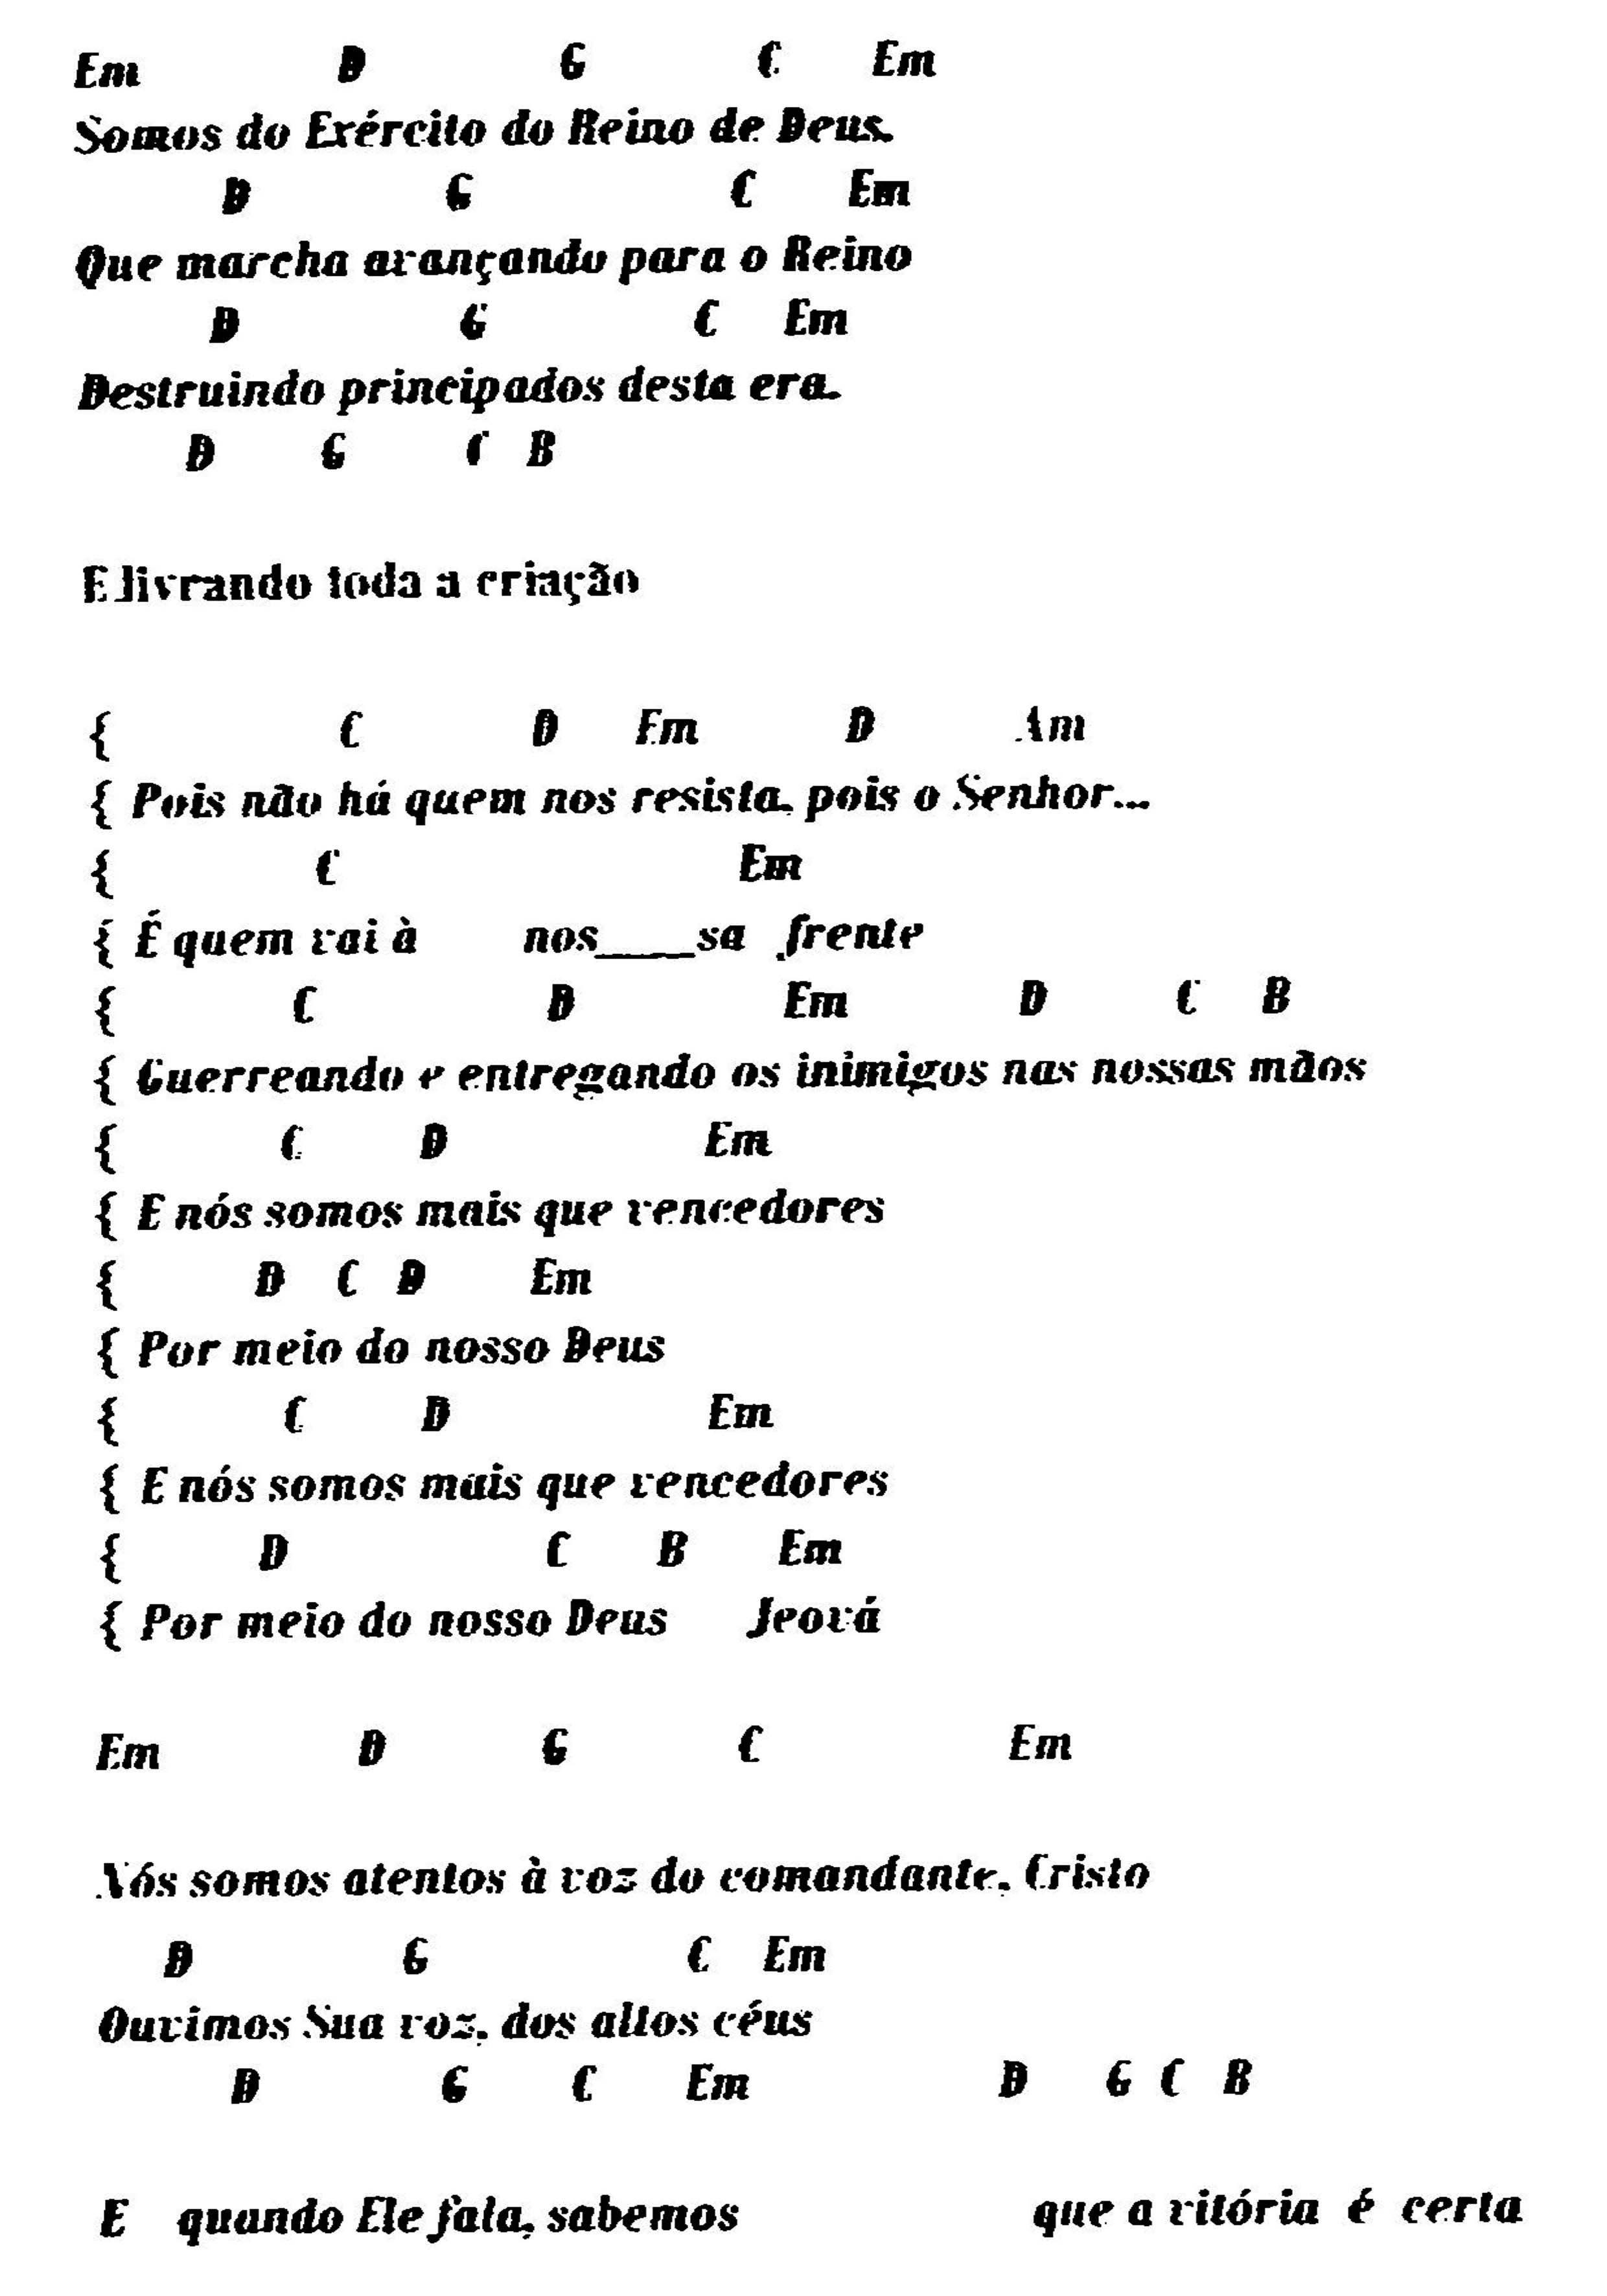 Em D G C Em
Somos do Exército do Reino de Deus.
D G C Em
Que marcha avançando para o Reino
D G C Em
Destruindo principados desta era.
D G C B
E livrando toda a criação
{ C D Em D Am
{ Pois não há quem nos resista, pois o Senhor...
{ C Em
{ É quem vai à nos____sa frente
{ C D Em D C B
{ Guerreando e entregando os inimigos nas nossas mãos
{ C D Em
{ E nós somos mais que vencedores
{ D C D Em
{ Por meio do nosso Deus
{ C D Em
{ E nós somos mais que vencedores
{ D C B Em
{ Por meio do nosso Deus Jeová
Em D G C Em
Nós somos atentos à voz do comandante, Cristo
D G C Em
Ouvimos Sua voz, dos altos céus
D G C Em D G C B
E quando Ele fala, sabemos que a vitória é certa